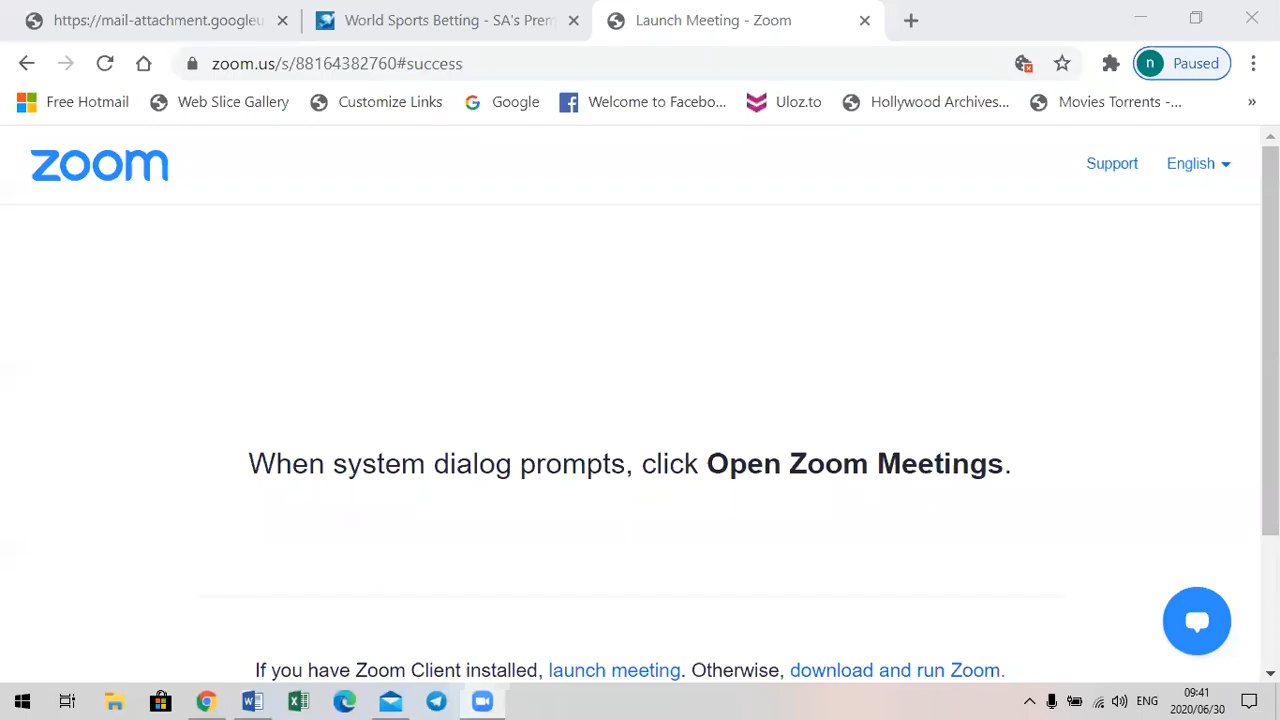 https://mail-attachment.googleu
World Sports Betting - SA's Prem
Launch Meeting - Zoom
zoom.us/s/88164382760#success
n
Paused
Free Hotmail
Web Slice Gallery
Customize Links
Google
Welcome to Facebo...
Uloz.to
Hollywood Archives...
Movies Torrents -...
»
zoom
Support
English
When system dialog prompts, click Open Zoom Meetings.
If you have Zoom Client installed, launch meeting. Otherwise, download and run Zoom.
ENG
09:41
2020/06/30